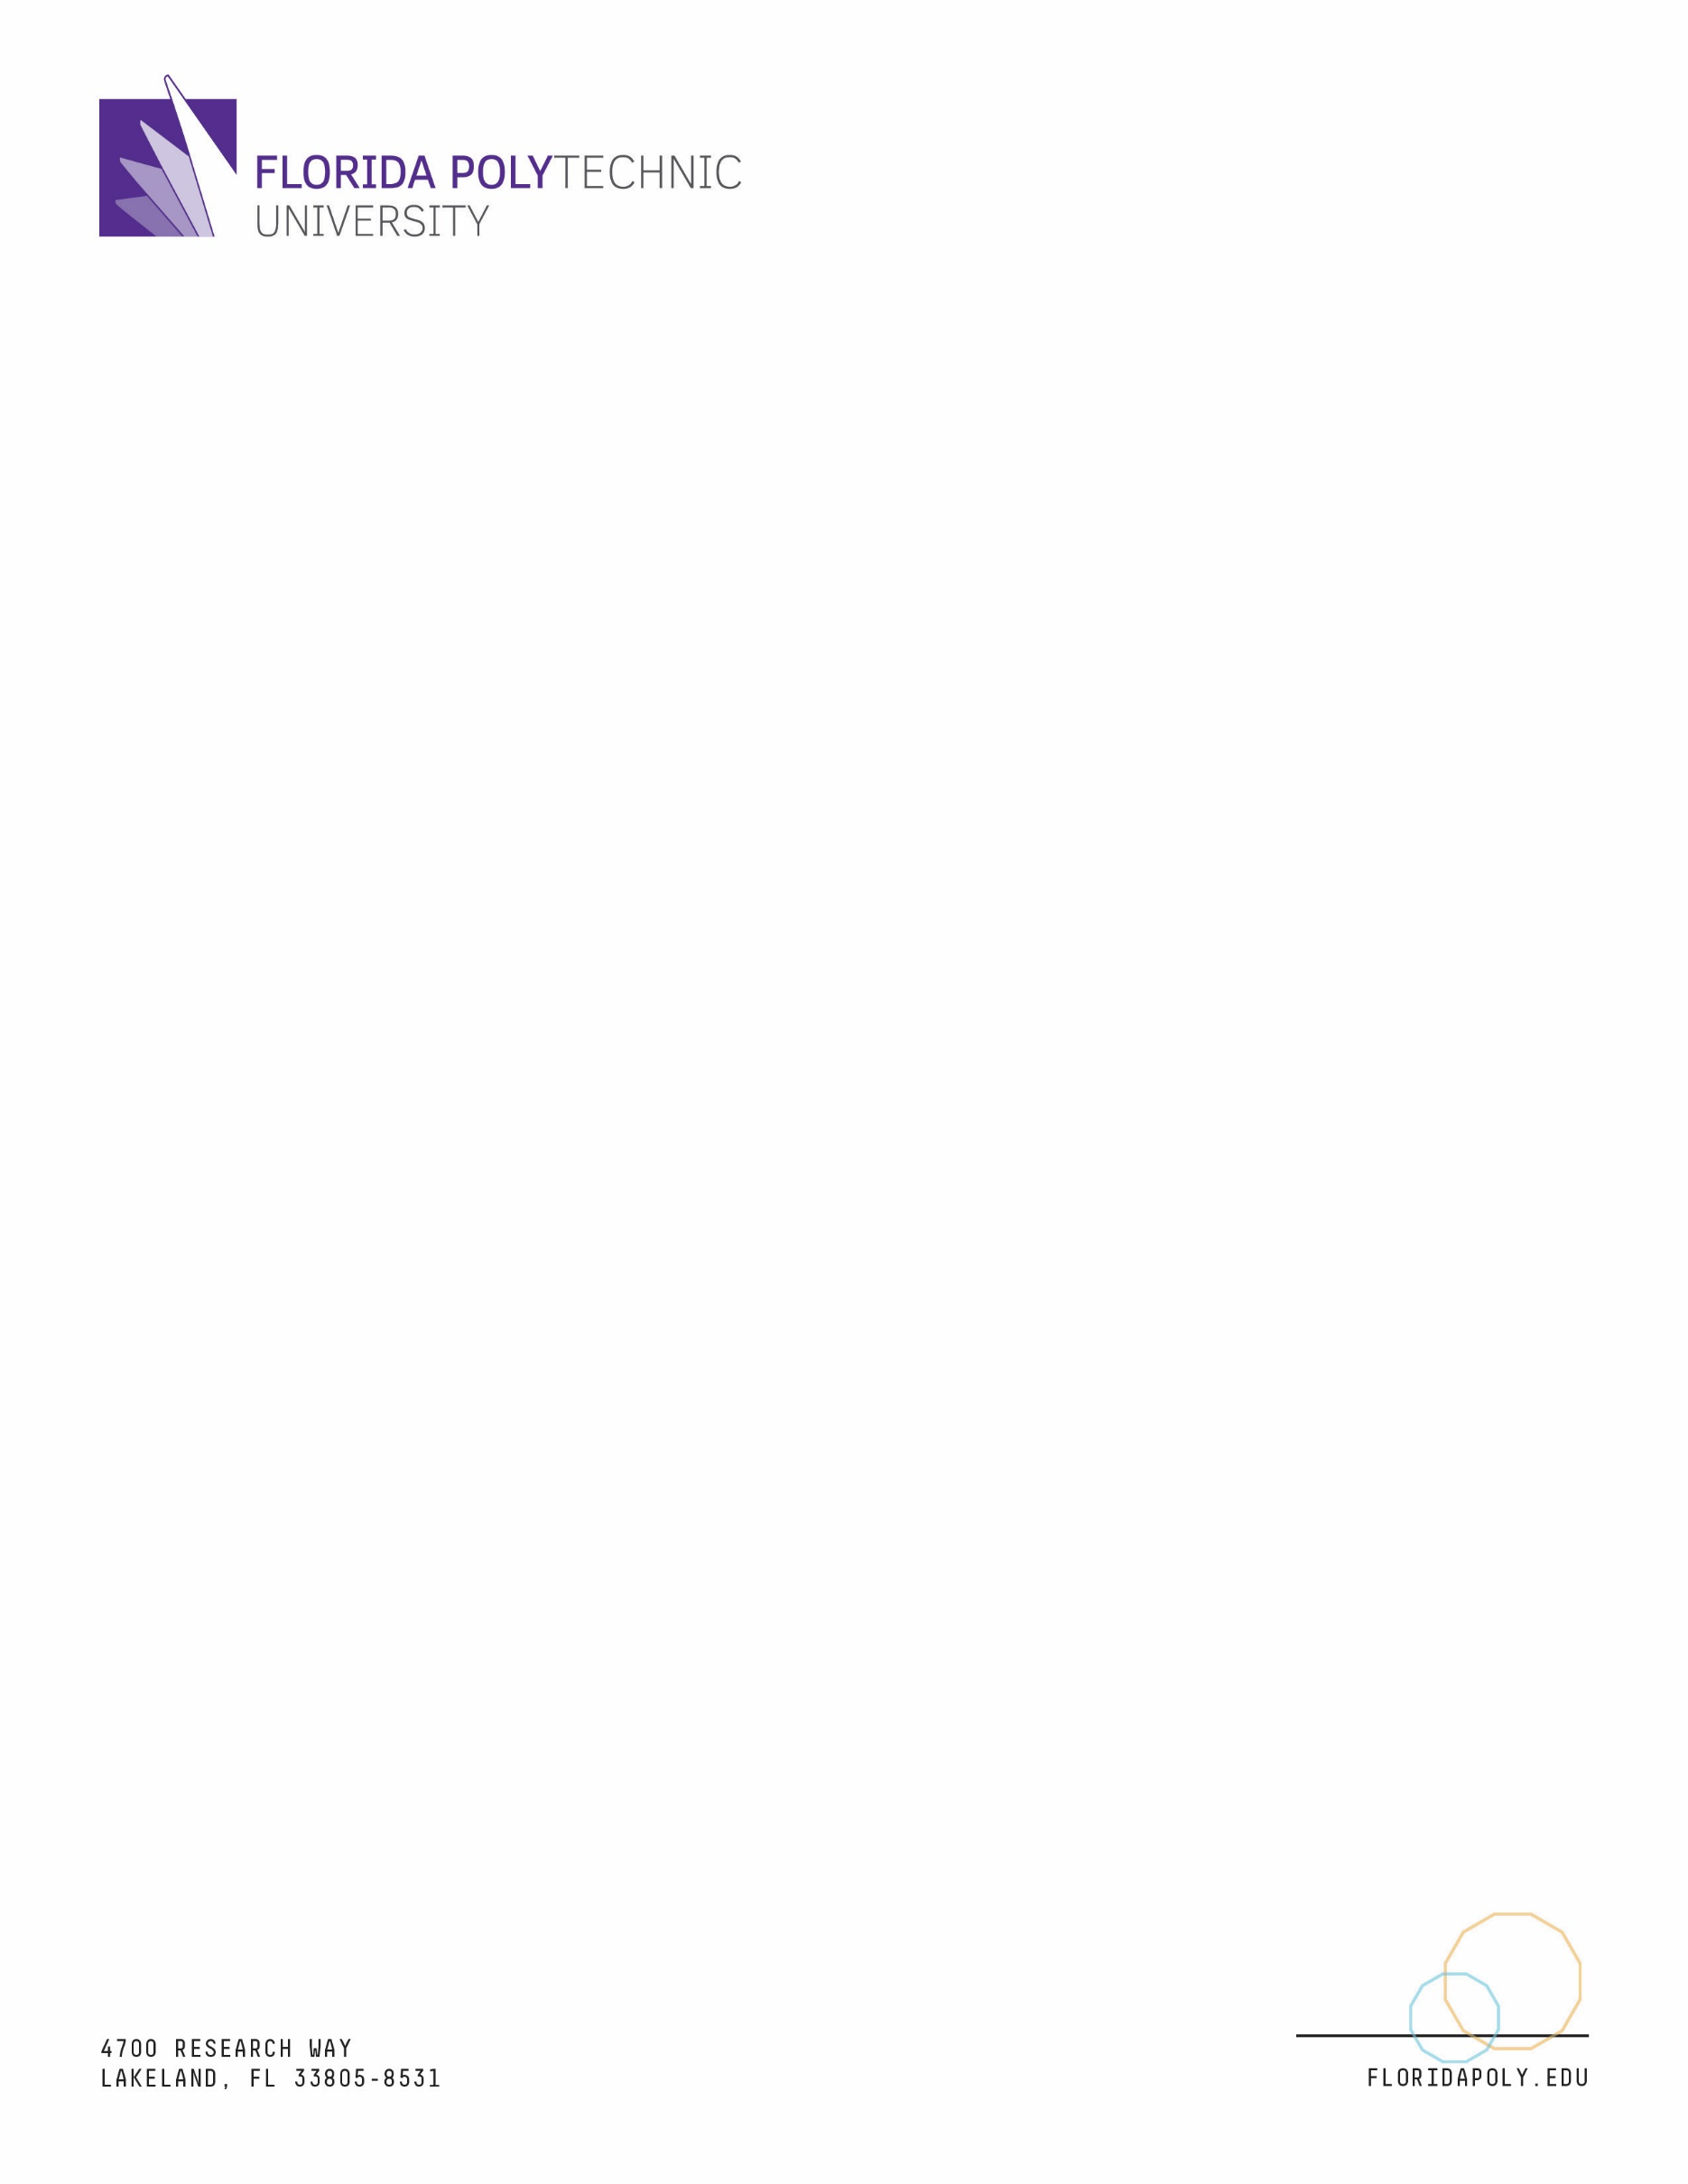 FLORIDA POLYTECHNIC
UNIVERSITY
4700 RESEARCH WAY
LAKELAND, FL 33805-8531
FLORIDAPOLY.EDU